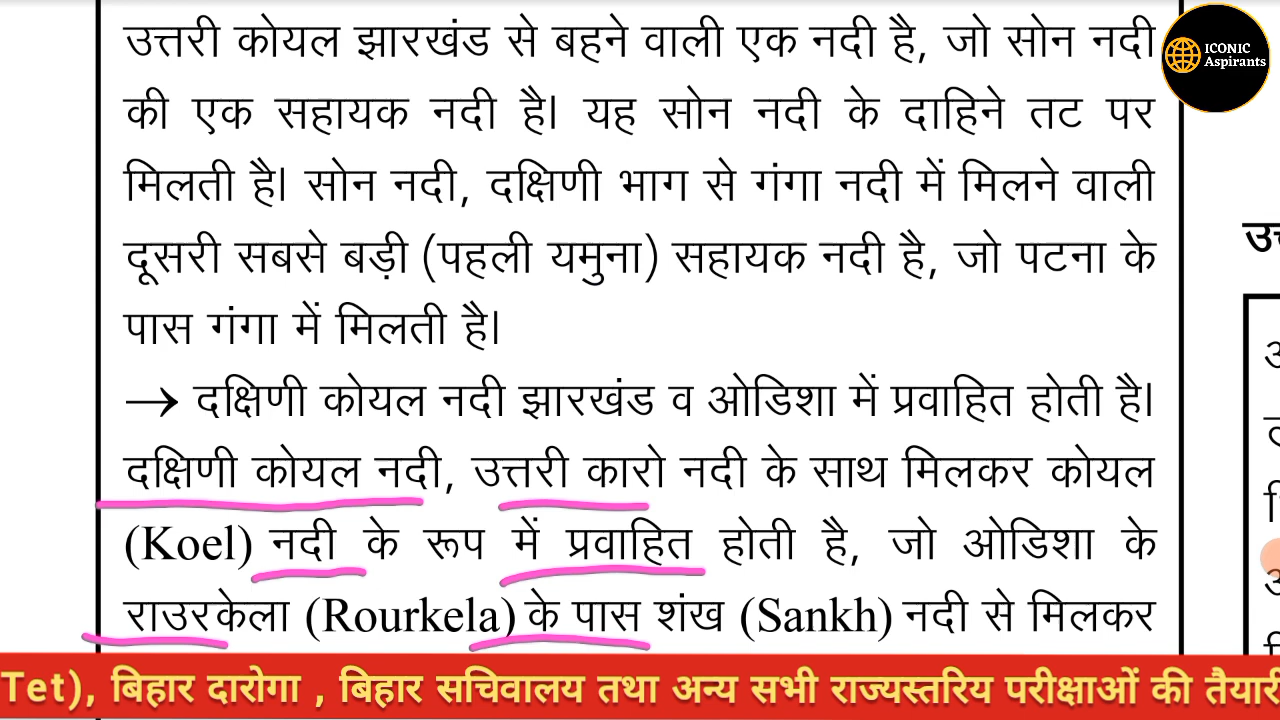 उत्तरी कोयल झारखंड से बहने वाली एक नदी है, जो सोन नदी
की एक सहायक नदी है। यह सोन नदी के दाहिने तट पर
मिलती है। सोन नदी, दक्षिणी भाग से गंगा नदी में मिलने वाली
दूसरी सबसे बड़ी (पहली यमुना) सहायक नदी है, जो पटना के
पास गंगा में मिलती है।
→ दक्षिणी कोयल नदी झारखंड व ओडिशा में प्रवाहित होती है।
दक्षिणी कोयल नदी, उत्तरी कारो नदी के साथ मिलकर कोयल
(Koel) नदी के रूप में प्रवाहित होती है, जो ओडिशा के
राउरकेला (Rourkela) के पास शंख (Sankh) नदी से मिलकर
ICONIC
Aspirants
Tet), बिहार दारोगा , बिहार सचिवालय तथा अन्य सभी राज्यस्तरिय परीक्षाओं की तैयारी